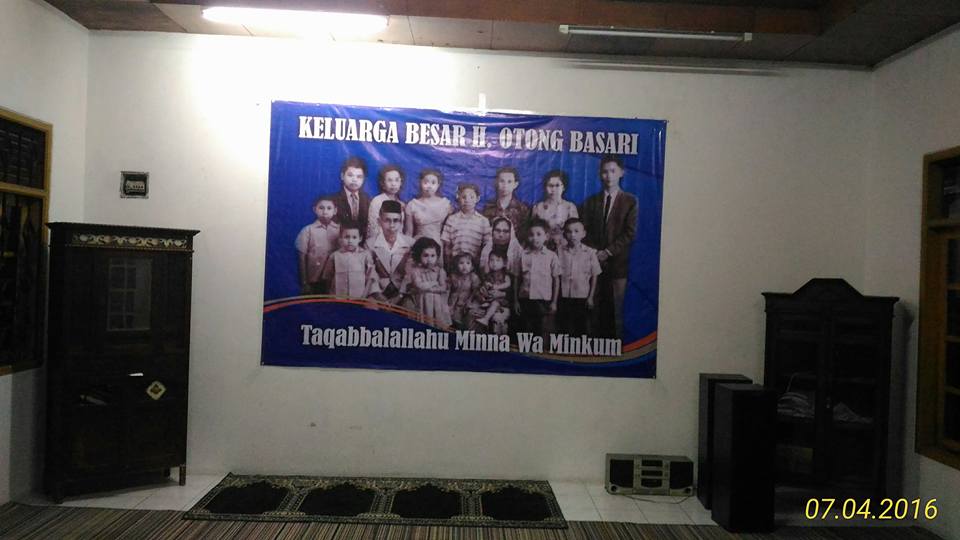 KELUARGA BESAR H. OTONG BASARI
Taqabbalallahu Minna Wa Minkum
07.04.2016